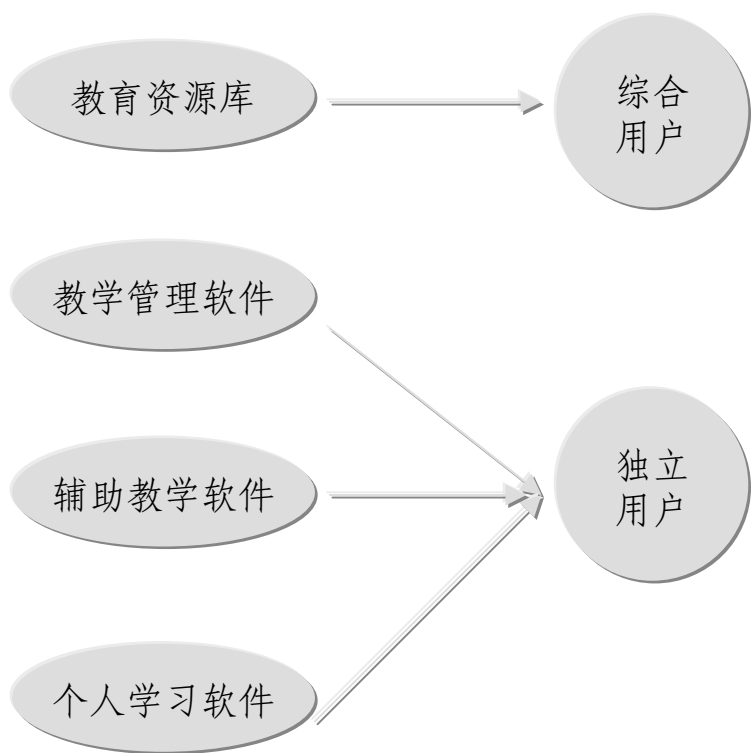 教育资源库
综合
用户
教学管理软件
辅助教学软件
独立
用户
个人学习软件